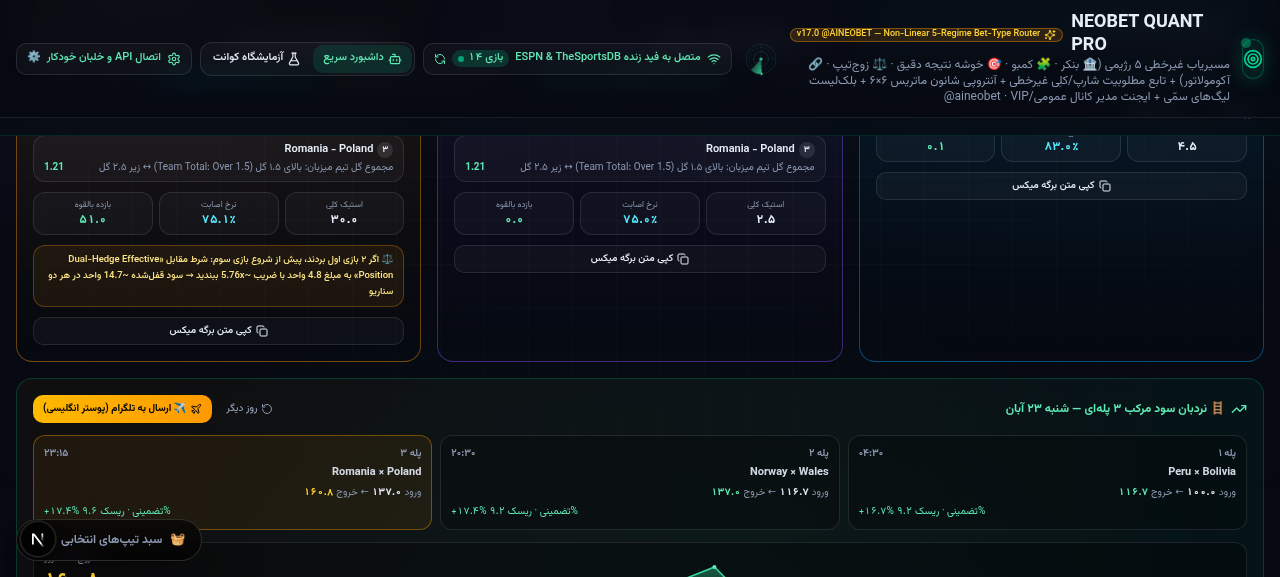 NEOBET QUANT PRO
v17.0 @AINEOBET — Non-Linear 5-Regime Bet-Type Router
مسیریاب غیرخطی ۵ رژیمی (🏦 بنکر · 🧩 کمبو · 🎯 خوشه نتیجه دقیق · ⚖️ زوج‌تیپ · 🔗
آکومولاتور) + تابع مطلوبیت شارپ/کلی غیرخطی + آنتروپی شانون ماتریس ۶×۶ + بلک‌لیست
لیگ‌های سمّی + ایجنت مدیر کانال عمومی/VIP · @aineobet
متصل به فید زنده ESPN & TheSportsDB
۱۴ بازی
داشبورد سریع
آزمایشگاه کوانت
اتصال API و خلبان خودکار ⚙️
۴.۵
۸۳.۰٪
۰.۱
کپی متن برگه میکس
۳ Romania - Poland
مجموع گل تیم میزبان: بالای ۱.۵ گل (Team Total: Over 1.5) ↔ زیر ۲.۵ گل
1.21
استیک کلی
۲.۵
نرخ اصابت
۷۵.۰٪
بازده بالقوه
۰.۰
کپی متن برگه میکس
۳ Romania - Poland
مجموع گل تیم میزبان: بالای ۱.۵ گل (Team Total: Over 1.5) ↔ زیر ۲.۵ گل
1.21
استیک کلی
۳۰.۰
نرخ اصابت
۷۵.۱٪
بازده بالقوه
۵۱.۰
⚖️ اگر ۲ بازی اول بردند، پیش از شروع بازی سوم: شرط مقابل «Dual-Hedge Effective
Position» به مبلغ 4.8 واحد با ضریب ~5.76x ببندید → سود قفل‌شده ~14.7 واحد در هر دو
سناریو
کپی متن برگه میکس
🪜 نردبان سود مرکب ۳ پله‌ای — شنبه ۲۳ آبان
روز دیگر
✈️ ارسال به تلگرام (پوستر انگلیسی)
پله ۱
۰۴:۳۰
Peru × Bolivia
ورود ۱۰۰.۰ ← خروج ۱۱۶.۷
+۱۶.۷% تضمینی · ریسک ۹.۲%
پله ۲
۲۰:۳۰
Norway × Wales
ورود ۱۱۶.۷ ← خروج ۱۳۷.۰
+۱۷.۴% تضمینی · ریسک ۹.۲%
پله ۳
۲۳:۱۵
Romania × Poland
ورود ۱۳۷.۰ ← خروج ۱۶۰.۸
+۱۷.۴% تضمینی · ریسک ۹.۶%
🧺 سبد تیپ‌های انتخابی
N